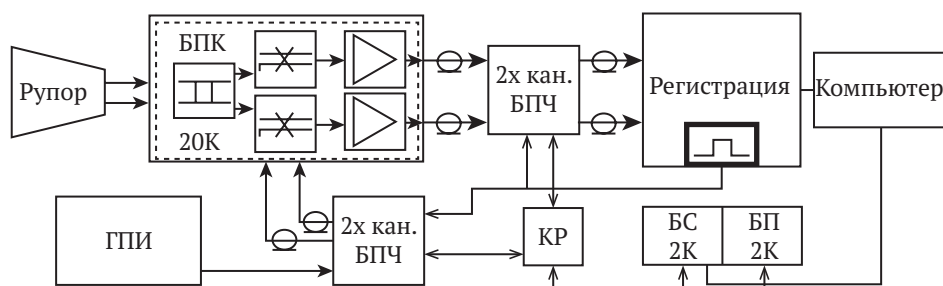 БПК
Рупор
20К
2х кан.
БПЧ
Регистрация
Компьютер
ГПИ
2х кан.
БПЧ
КР
БС
2К
БП
2К